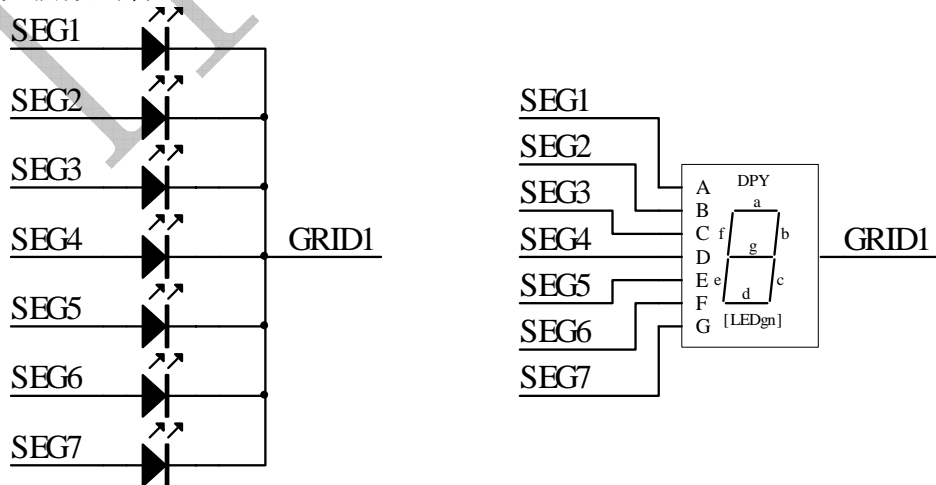 SEG1
SEG2
SEG3
SEG4
SEG5
SEG6
SEG7
GRID1
SEG1
SEG2
SEG3
SEG4
SEG5
SEG6
SEG7
A
B
C
D
E
F
G
DPY
a
f b
g
e c
d
[LEDgn]
GRID1